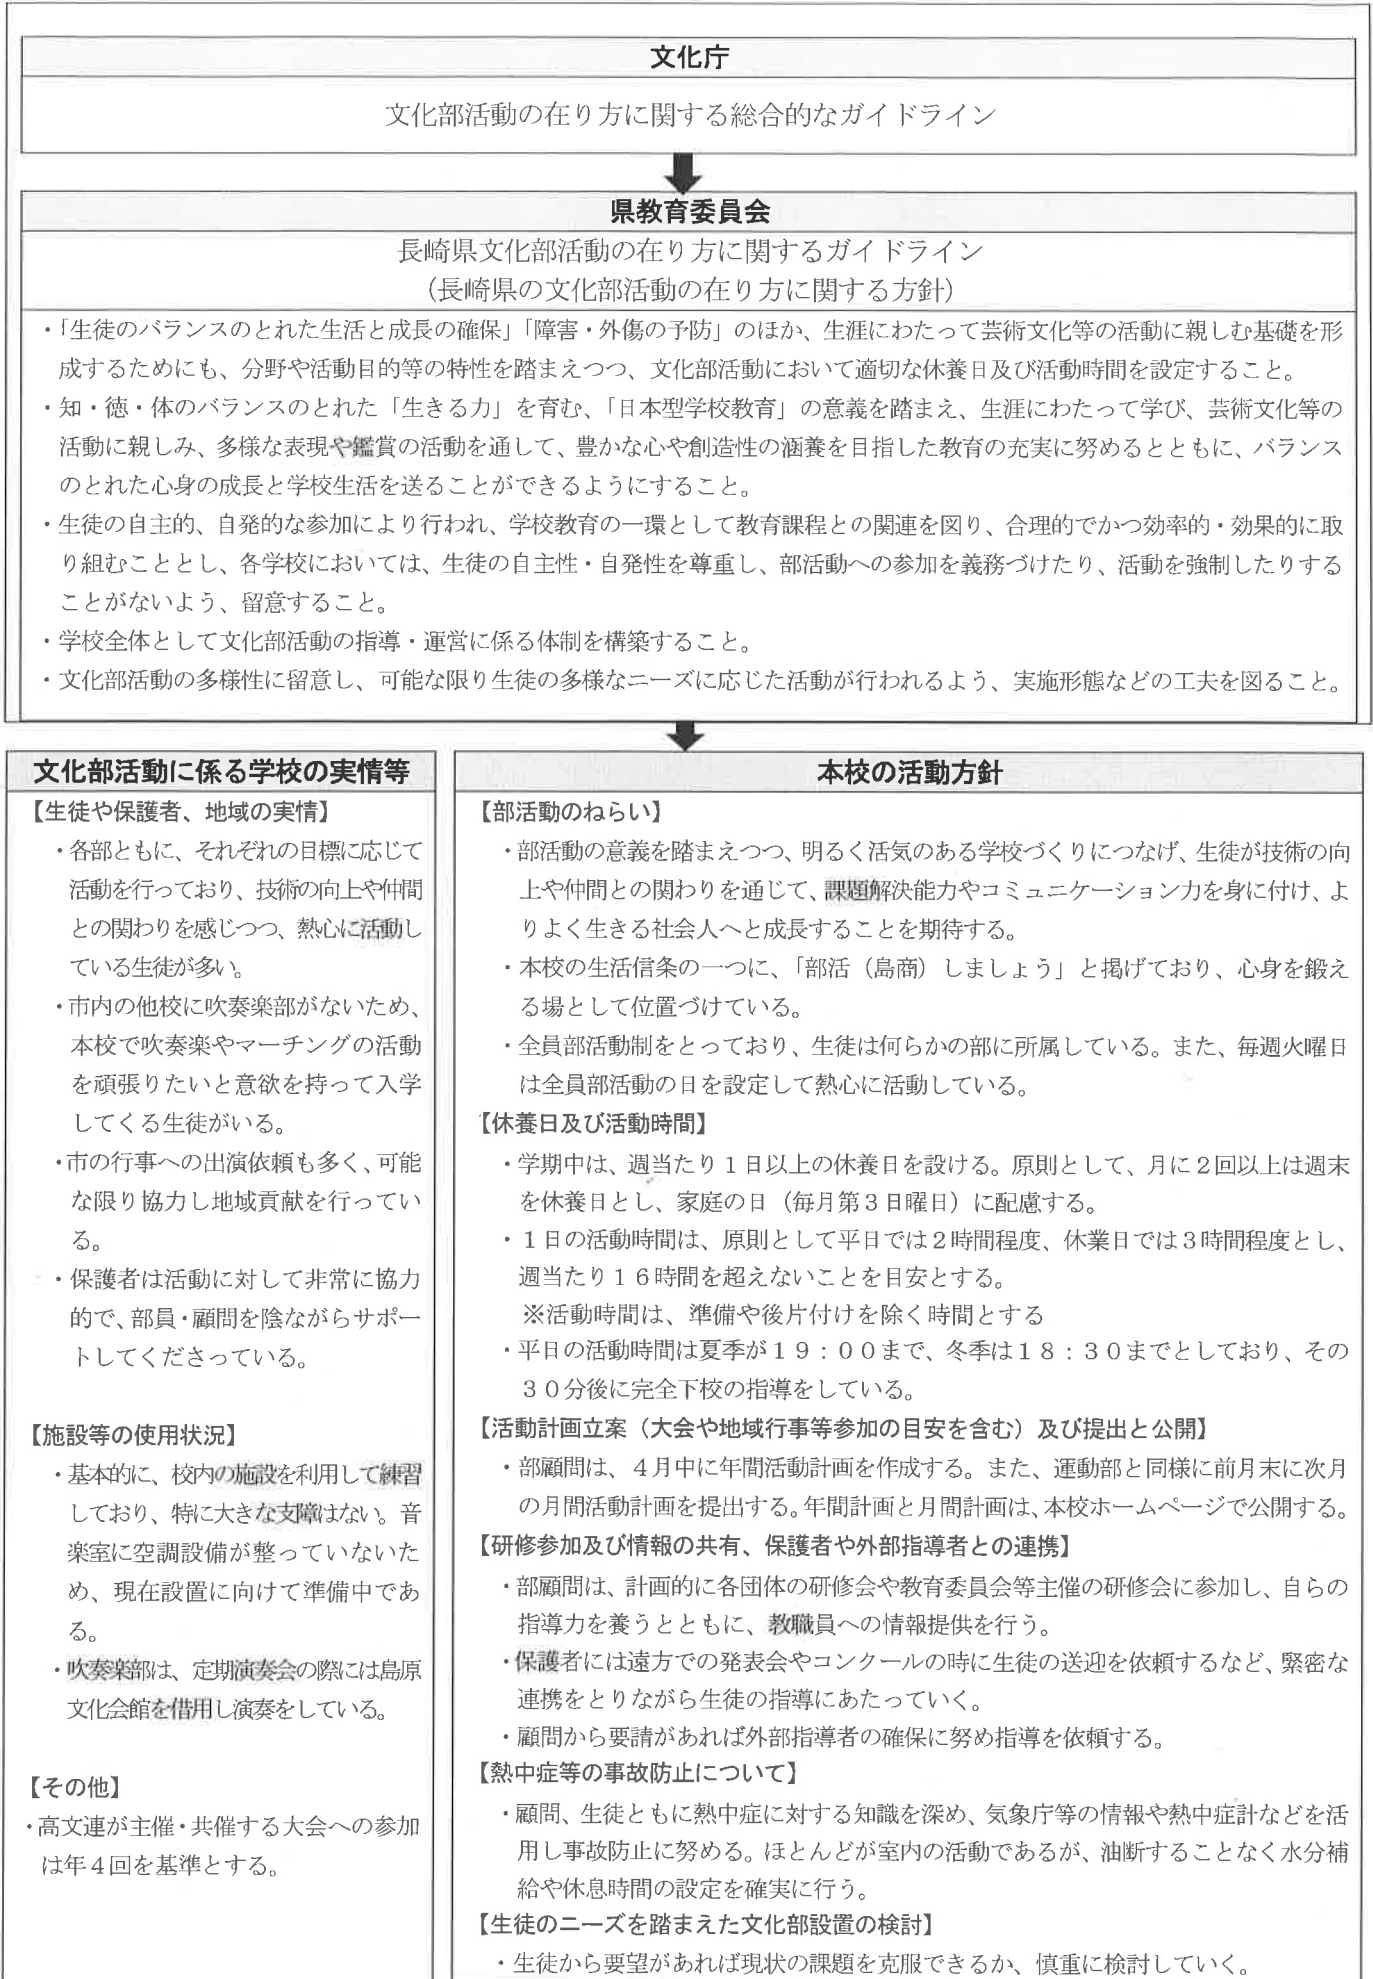 文化庁
文化部活動の在り方に関する総合的なガイドライン
県教育委員会
長崎県文化部活動の在り方に関するガイドライン
（長崎県の文化部活動の在り方に関する方針）
・「生徒のバランスのとれた生活と成長の確保」「障害・外傷の予防」のほか、生涯にわたって芸術文化等の活動に親しむ基礎を形
成するためにも、分野や活動目的等の特性を踏まえつつ、文化部活動において適切な休養日及び活動時間を設定すること。
・知・徳・体のバランスのとれた「生きる力」を育む、「日本型学校教育」の意義を踏まえ、生涯にわたって学び、芸術文化等の
活動に親しみ、多様な表現や鑑賞の活動を通して、豊かな心や創造性の涵養を目指した教育の充実に努めるとともに、バランス
のとれた心身の成長と学校生活を送ることができるようにすること。
・生徒の自主的、自発的な参加により行われ、学校教育の一環として教育課程との関連を図り、合理的でかつ効率的・効果的に取
り組むこととし、各学校においては、生徒の自主性・自発性を尊重し、部活動への参加を義務づけたり、活動を強制したりする
ことがないよう、留意すること。
・学校全体として文化部活動の指導・運営に係る体制を構築すること。
・文化部活動の多様性に留意し、可能な限り生徒の多様なニーズに応じた活動が行われるよう、実施形態などの工夫を図ること。
文化部活動に係る学校の実情等
【生徒や保護者、地域の実情】
・各部ともに、それぞれの目標に応じて
活動を行っており、技術の向上や仲間
との関わりを感じつつ、熱心に活動し
ている生徒が多い。
・市内の他校に吹奏楽部がないため、
本校で吹奏楽やマーチングの活動
を頑張りたいと意欲を持って入学
してくる生徒がいる。
・市の行事への出演依頼も多く、可能
な限り協力し地域貢献を行ってい
る。
・保護者は活動に対して非常に協力
的で、部員・顧問を陰ながらサポー
トしてくださっている。
【施設等の使用状況】
・基本的に、校内の施設を利用して練習
しており、特に大きな支障はない。音
楽室に空調設備が整っていないた
め、現在設置に向けて準備中であ
る。
・吹奏楽部は、定期演奏会の際には島原
文化会館を借用し演奏をしている。
【その他】
・高文連が主催・共催する大会への参加
は年４回を基準とする。
本校の活動方針
【部活動のねらい】
・部活動の意義を踏まえつつ、明るく活気のある学校づくりにつなげ、生徒が技術の向
上や仲間との関わりを通じて、課題解決能力やコミュニケーション力を身に付け、よ
りよく生きる社会人へと成長することを期待する。
・本校の生活信条の一つに、「部活（島商）しましょう」と掲げており、心身を鍛え
る場として位置づけている。
・全員部活動制をとっており、生徒は何らかの部に所属している。また、毎週火曜日
は全員部活動の日を設定して熱心に活動している。
【休養日及び活動時間】
・学期中は、週当たり１日以上の休養日を設ける。原則として、月に２回以上は週末
を休養日とし、家庭の日（毎月第３日曜日）に配慮する。
・１日の活動時間は、原則として平日では２時間程度、休業日では３時間程度とし、
週当たり１６時間を超えないことを目安とする。
※活動時間は、準備や後片付けを除く時間とする
・平日の活動時間は夏季が１９：００まで、冬季は１８：３０までとしており、その
３０分後に完全下校の指導をしている。
【活動計画立案（大会や地域行事等参加の目安を含む）及び提出と公開】
・部顧問は、４月中に年間活動計画を作成する。また、運動部と同様に前月末に次月
の月間活動計画を提出する。年間計画と月間計画は、本校ホームページで公開する。
【研修参加及び情報の共有、保護者や外部指導者との連携】
・部顧問は、計画的に各団体の研修会や教育委員会等主催の研修会に参加し、自らの
指導力を養うとともに、教職員への情報提供を行う。
・保護者には遠方での発表会やコンクールの時に生徒の送迎を依頼するなど、緊密な
連携をとりながら生徒の指導にあたっていく。
・顧問から要請があれば外部指導者の確保に努め指導を依頼する。
【熱中症等の事故防止について】
・顧問、生徒ともに熱中症に対する知識を深め、気象庁等の情報や熱中症計などを活
用し事故防止に努める。ほとんどが室内の活動であるが、油断することなく水分補
給や休息時間の設定を確実に行う。
【生徒のニーズを踏まえた文化部設置の検討】
・生徒から要望があれば現状の課題を克服できるか、慎重に検討していく。